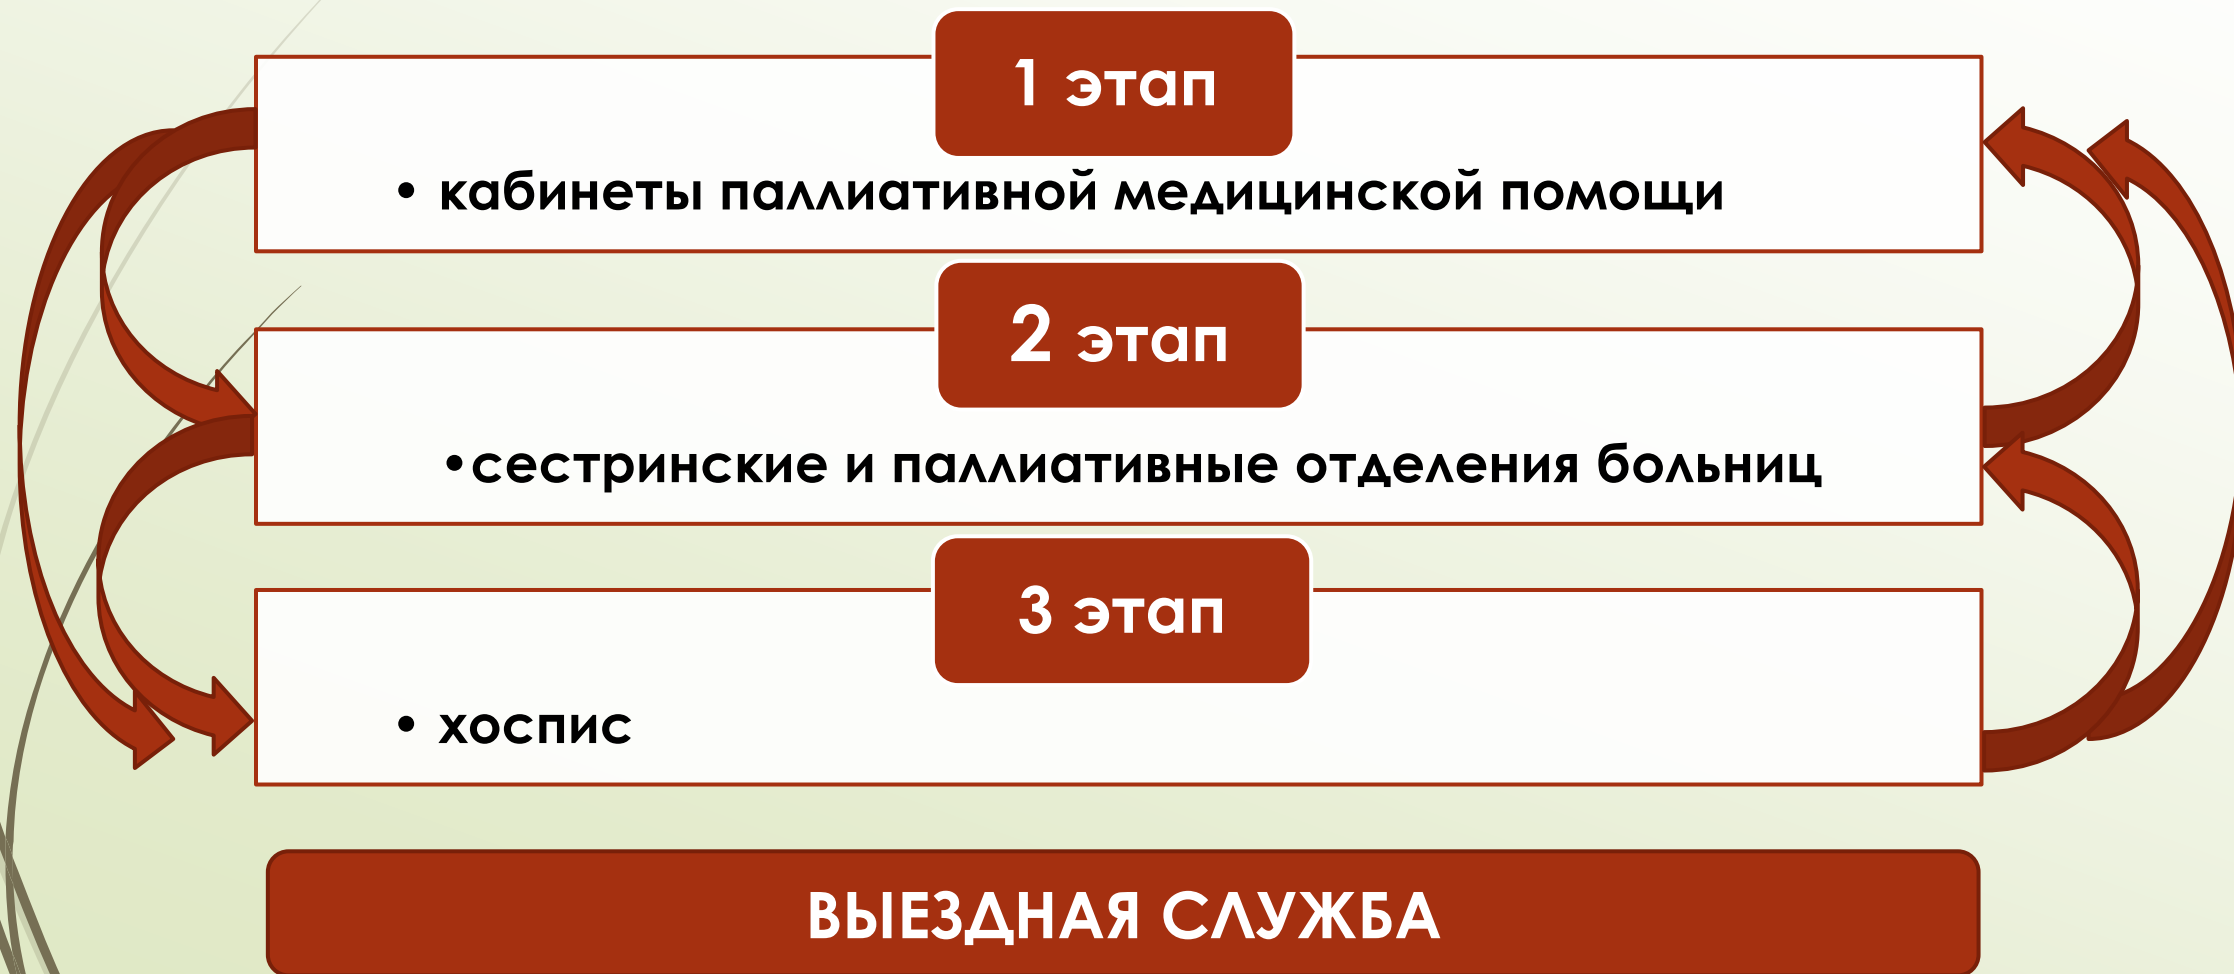 1 этап
• кабинеты паллиативной медицинской помощи
2 этап
•сестринские и паллиативные отделения больниц
3 этап
• хоспис
ВЫЕЗДНАЯ СЛУЖБА